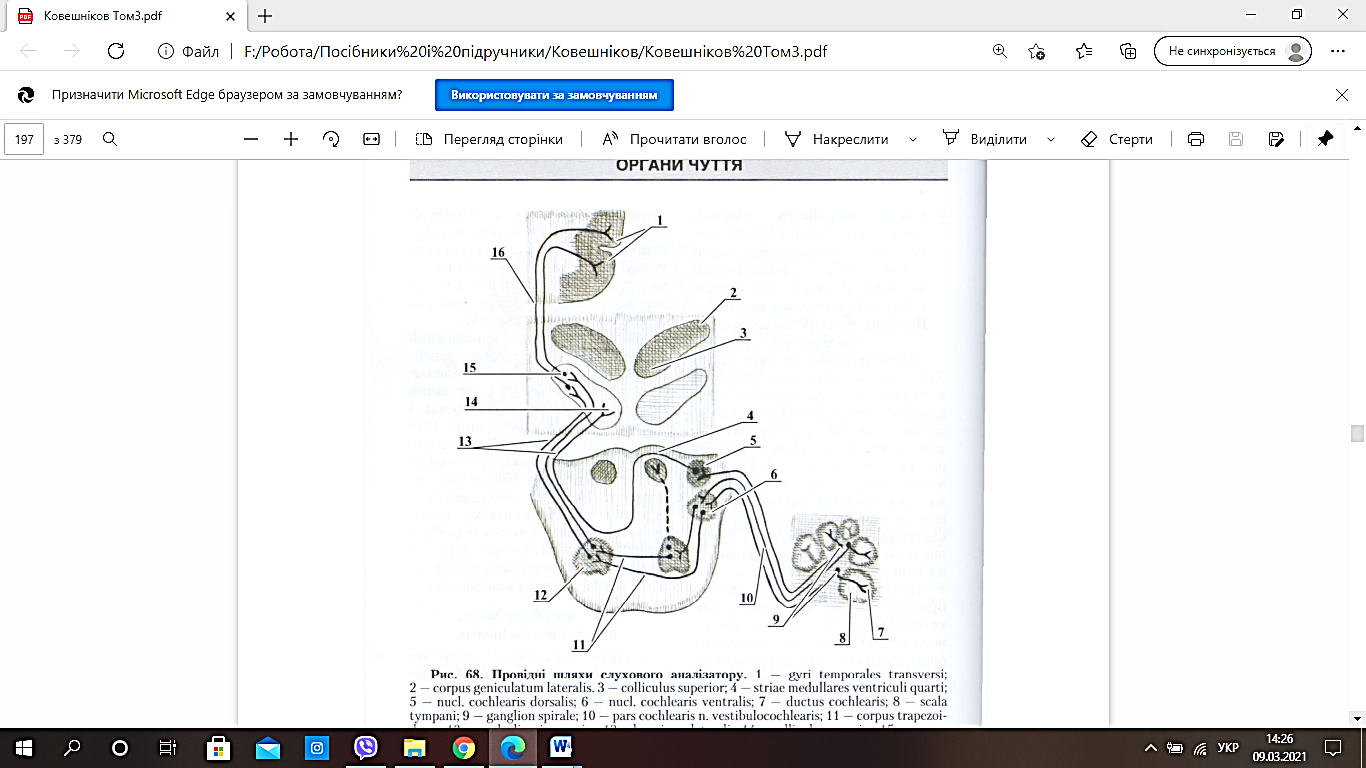 Ковешніков Том3.pdf
Файл
F:/Робота/Посібники%20і%20підручники/Ковешніков/Ковешніков%20Том3.pdf
Не синхронізується
Призначити Microsoft Edge браузером за замовчуванням?
Використовувати за замовчуванням
197 з 379
Перегляд сторінки
Прочитати вголос
Накреслити
Виділити
Стерти
ОРГАНИ ЧУТТЯ
1
16
2
3
15
14
4
13
5
6
12
10
9
7
8
11
Рис. 68. Провідні шляхи слухового аналізатору. 1 — gyri temporales transversi;
2 — corpus geniculatum lateralis. 3 — colliculus superior; 4 — striae medullares ventriculi quarti;
5 — nucl. cochlearis dorsalis; 6 — nucl. cochlearis ventralis; 7 — ductus cochlearis; 8 — scala
tympani; 9 — ganglion spirale; 10 — pars cochlearis n. vestibulocochlearis; 11 — corpus trapezoi-
УКР
14:26
09.03.2021